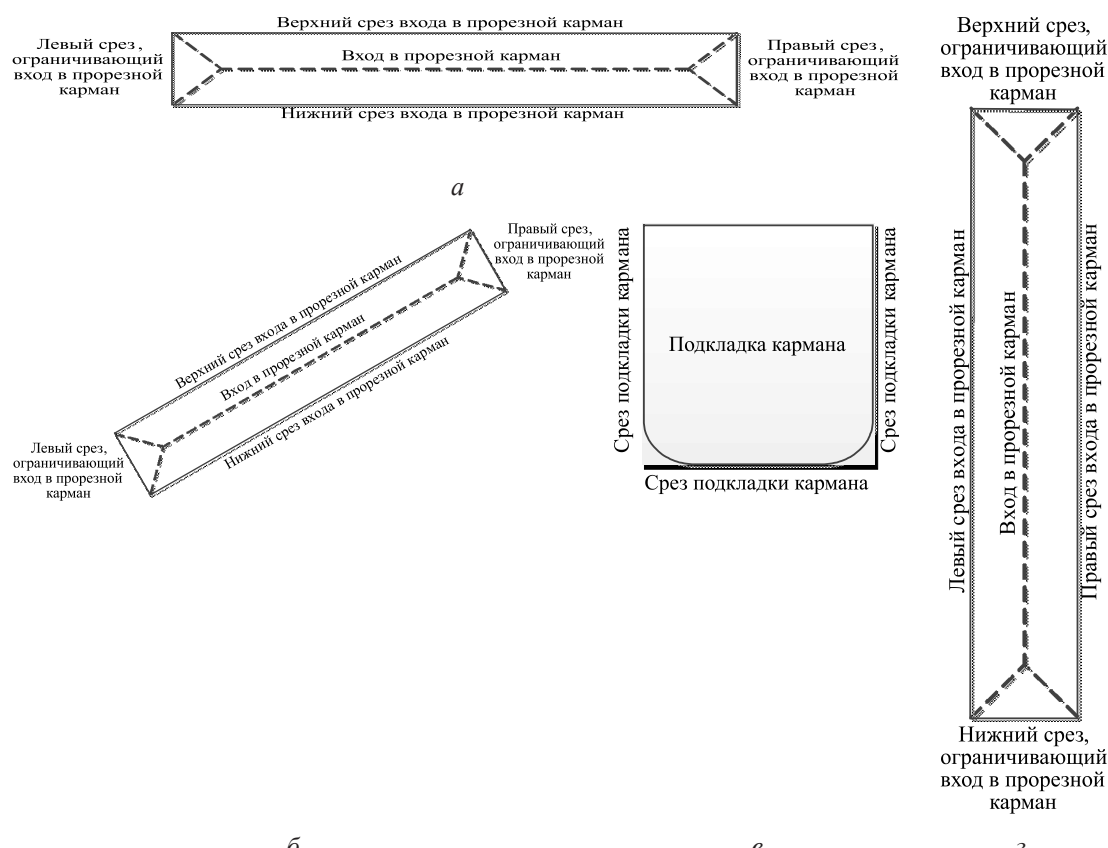 Верхний срез входа в прорезной карман
Левый срез,
ограничивающий
вход в прорезной
карман
Вход в прорезной карман
Правый срез,
ограничивающий
вход в прорезной
карман
Нижний срез входа в прорезной карман
а
Правый срез,
ограничивающий
вход в прорезной
карман
Верхний срез входа в прорезной карман
Вход в прорезной карман
Нижний срез входа в прорезной карман
Левый срез,
ограничивающий
вход в прорезной
карман
б
Срез подкладки кармана
Подкладка кармана
Срез подкладки кармана
Срез подкладки кармана
в
Верхний срез,
ограничивающий
вход в прорезной
карман
Левый срез входа в прорезной карман
Вход в прорезной карман
Правый срез входа в прорезной карман
Нижний срез,
ограничивающий
вход в прорезной
карман
г